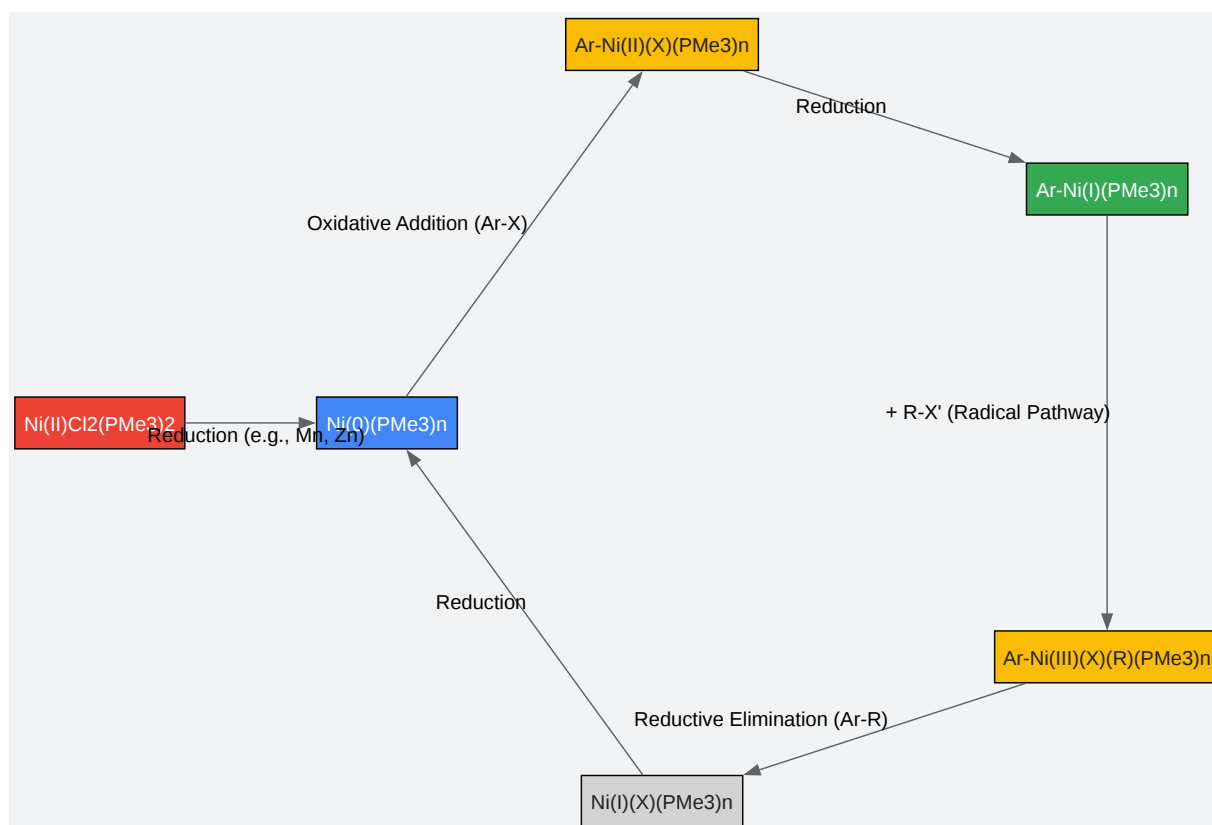 Ar-Ni(II)(X)(PMe3)n
Reduction
Ar-Ni(I)(PMe3)n
Oxidative Addition (Ar-X)
Ni(II)Cl2(PMe3)2
Reduction (e.g., Mn, Zn)
Ni(0)(PMe3)n
+ R-X' (Radical Pathway)
Reduction
Ar-Ni(III)(X)(R)(PMe3)n
Reductive Elimination (Ar-R)
Ni(I)(X)(PMe3)n